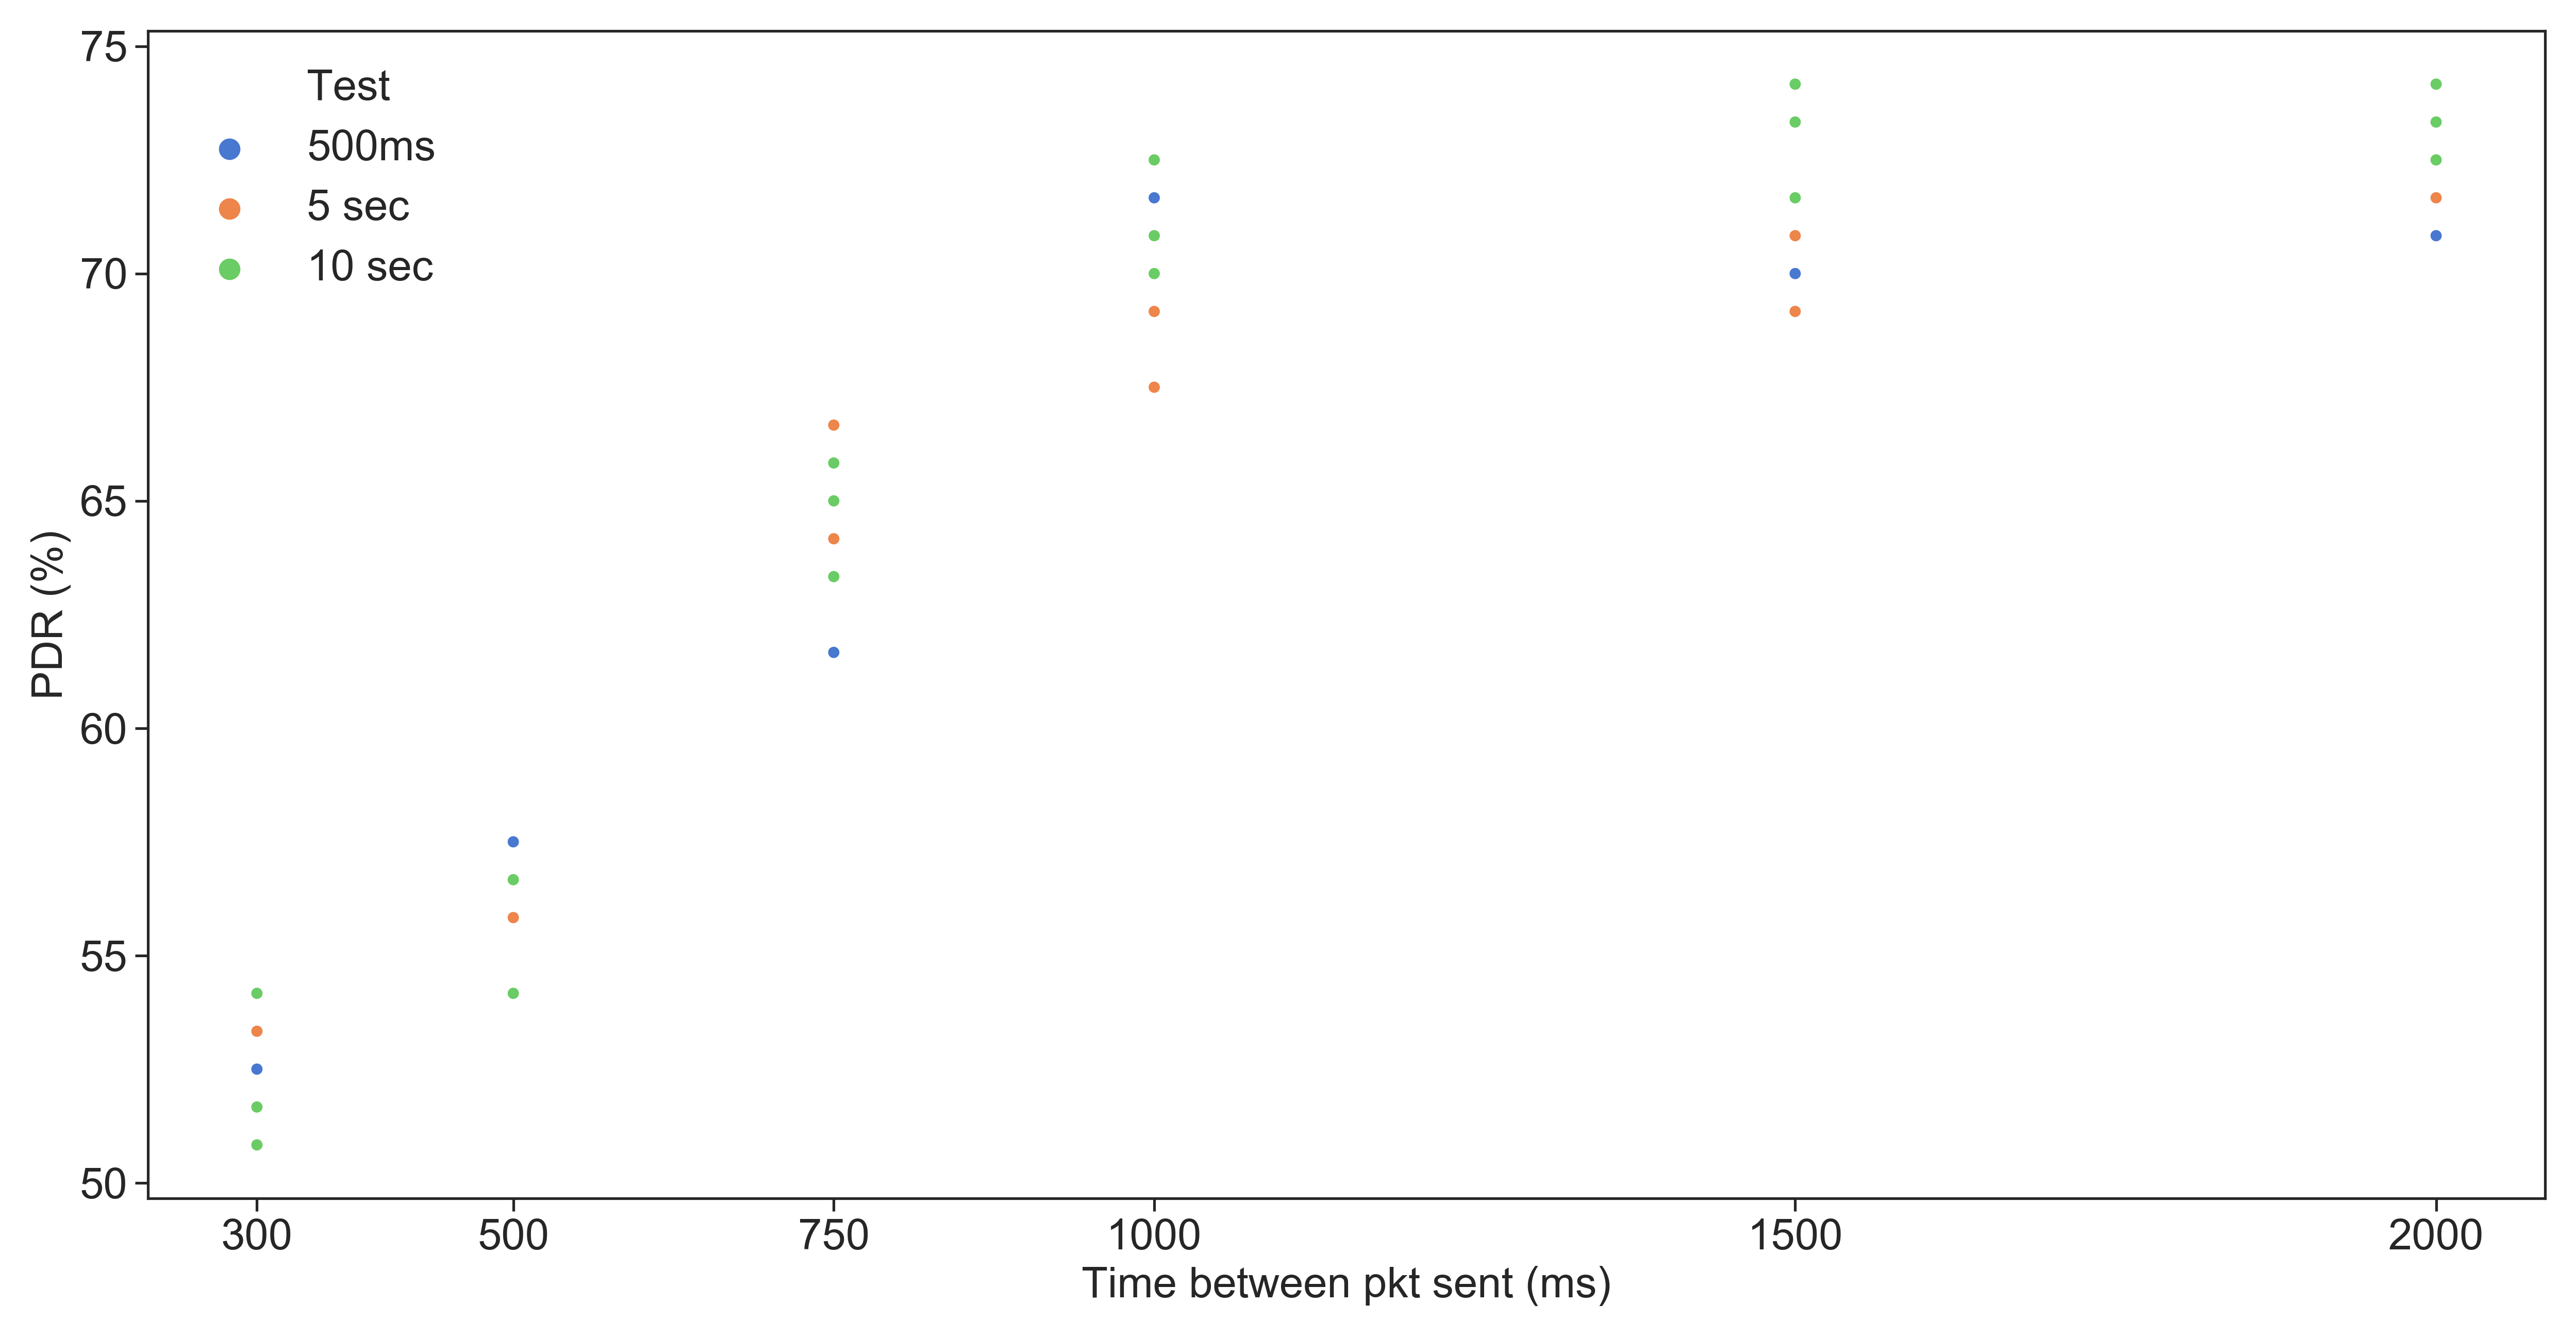 75
70
65
60
55
50
PDR (%)
Test
500ms
5 sec
10 sec
300 500 750 1000 1500 2000
Time between pkt sent (ms)